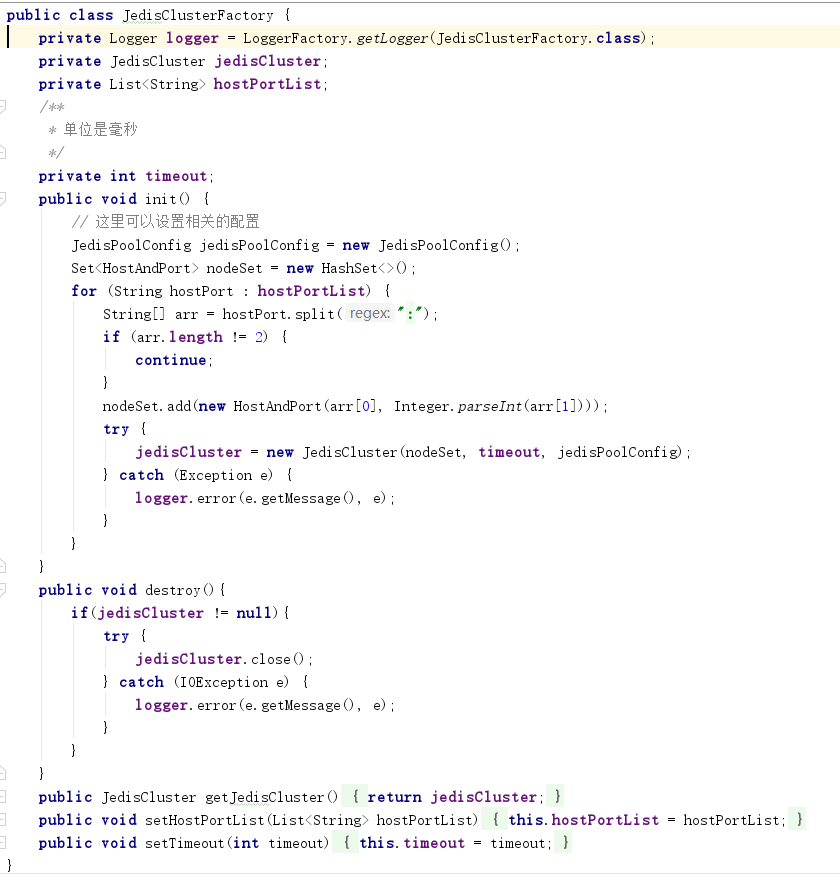 public class JedisClusterFactory {
    private Logger logger = LoggerFactory.getLogger(JedisClusterFactory.class);
    private JedisCluster jedisCluster;
    private List<String> hostPortList;
    /**
     * 单位是毫秒
     */
    private int timeout;
    public void init() {
        // 这里可以设置相关的配置
        JedisPoolConfig jedisPoolConfig = new JedisPoolConfig();
        Set<HostAndPort> nodeSet = new HashSet<>();
        for (String hostPort : hostPortList) {
            String[] arr = hostPort.split( regex: ":");
            if (arr.length != 2) {
                continue;
            }
            nodeSet.add(new HostAndPort(arr[0], Integer.parseInt(arr[1])));
            try {
                jedisCluster = new JedisCluster(nodeSet, timeout, jedisPoolConfig);
            } catch (Exception e) {
                logger.error(e.getMessage(), e);
            }
        }
    }
    public void destroy(){
        if(jedisCluster != null){
            try {
                jedisCluster.close();
            } catch (IOException e) {
                logger.error(e.getMessage(), e);
            }
        }
    }
    public JedisCluster getJedisCluster() { return jedisCluster; }
    public void setHostPortList(List<String> hostPortList) { this.hostPortList = hostPortList; }
    public void setTimeout(int timeout) { this.timeout = timeout; }
}